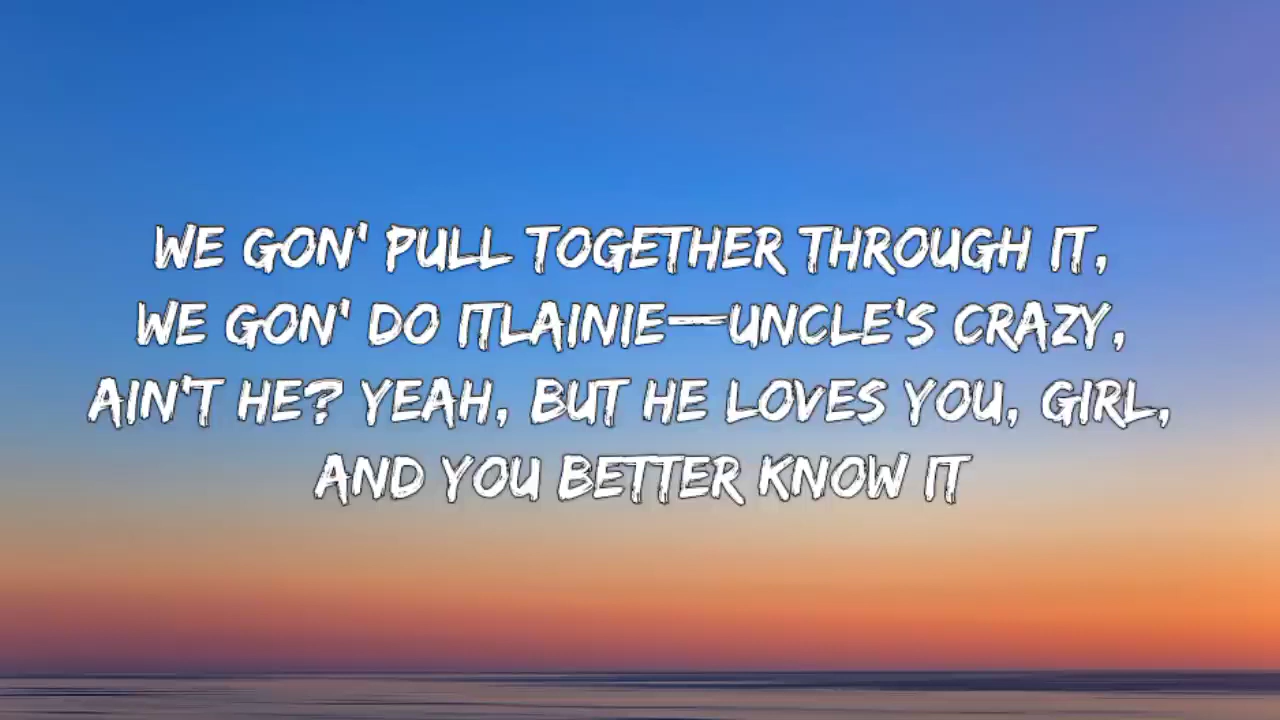 WE GON' PULL TOGETHER THROUGH IT,
WE GON' DO ITLAINIE—UNCLE'S CRAZY,
AIN'T HE? YEAH, BUT HE LOVES YOU, GIRL,
AND YOU BETTER KNOW IT